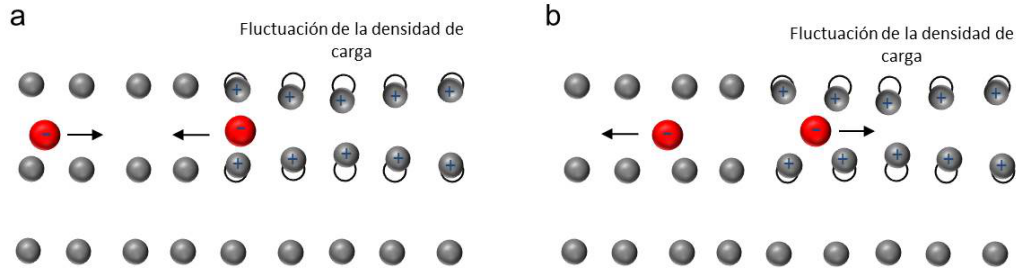 a
Fluctuación de la densidad de
carga
+ + + + +
- -
+ + + + +
b
Fluctuación de la densidad de
carga
+ + + + +
- -
+ + + + +